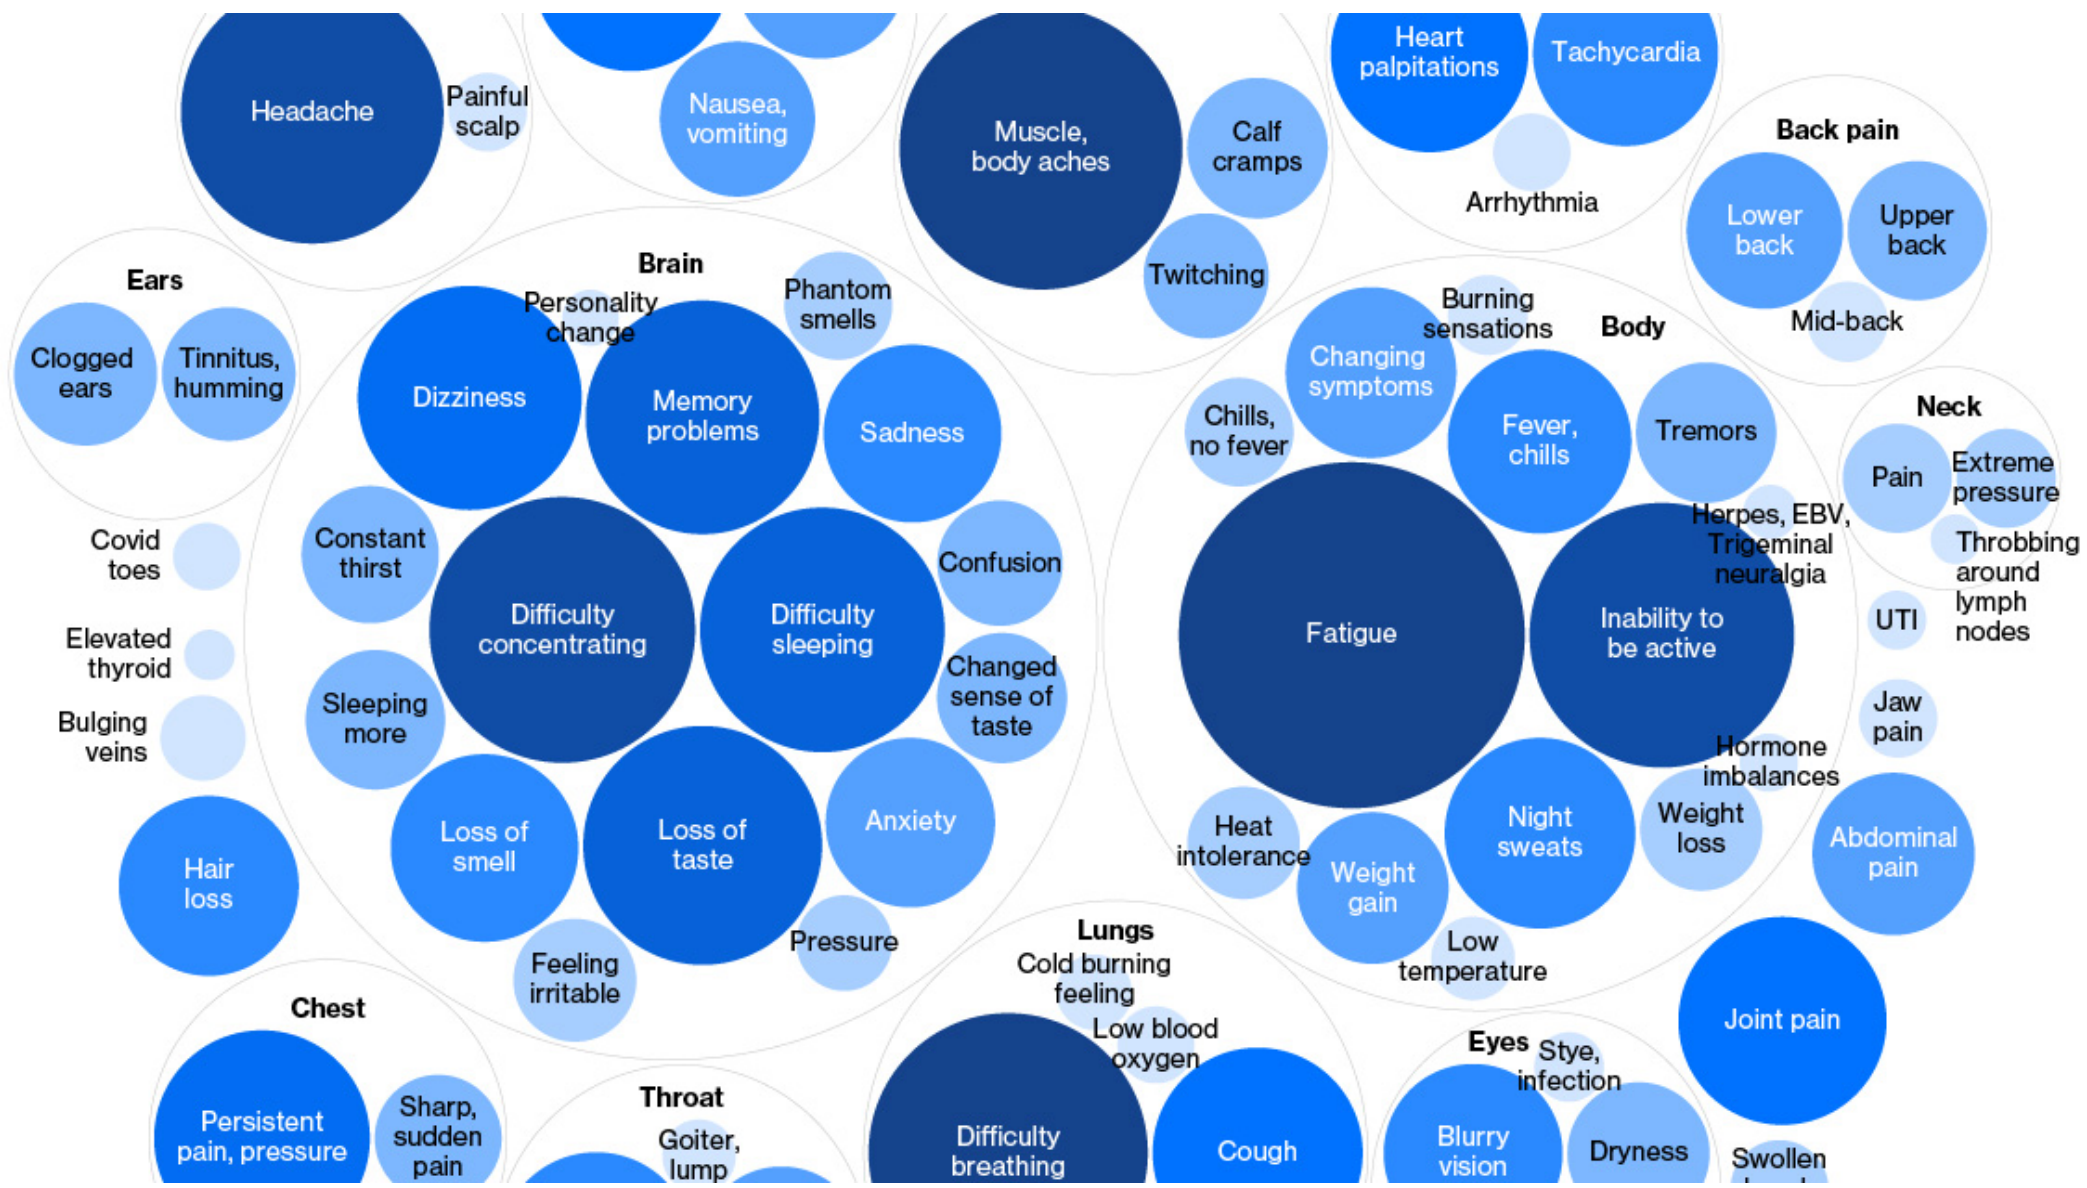 Heart
palpitations
Tachycardia
Headache
Painful
scalp
Nausea,
vomiting
Muscle,
body aches
Calf
cramps
Twitching
Arrhythmia
Back pain
Lower
back
Upper
back
Mid-back
Ears
Clogged
ears
Tinnitus,
humming
Brain
Personality
change
Phantom
smells
Dizziness
Memory
problems
Sadness
Constant
thirst
Confusion
Difficulty
concentrating
Difficulty
sleeping
Changed
sense of
taste
Sleeping
more
Loss of
smell
Loss of
taste
Anxiety
Feeling
irritable
Pressure
Body
Burning
sensations
Changing
symptoms
Chills,
no fever
Fever,
chills
Tremors
Herpes, EBV,
Trigeminal
neuralgia
Fatigue
Inability to
be active
Hormone
imbalances
Heat
intolerance
Weight
gain
Night
sweats
Weight
loss
Low
temperature
Neck
Pain
Extreme
pressure
Throbbing
around
lymph
nodes
UTI
Jaw
pain
Abdominal
pain
Joint pain
Covid
toes
Elevated
thyroid
Bulging
veins
Hair
loss
Chest
Persistent
pain, pressure
Sharp,
sudden
pain
Throat
Goiter,
lump
Lungs
Cold burning
feeling
Low blood
oxygen
Difficulty
breathing
Cough
Eyes
Stye,
infection
Blurry
vision
Dryness
Swollen